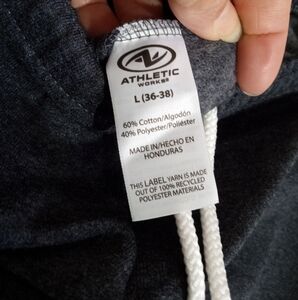 ATHLETIC
WORKS
L (36-38)
60% Cotton/Algodón
40% Polyester/Poliéster
MADE IN/HECHO EN
HONDURAS
THIS LABEL YARN IS MADE
OUT OF 100% RECYCLED
POLYESTER MATERIALS